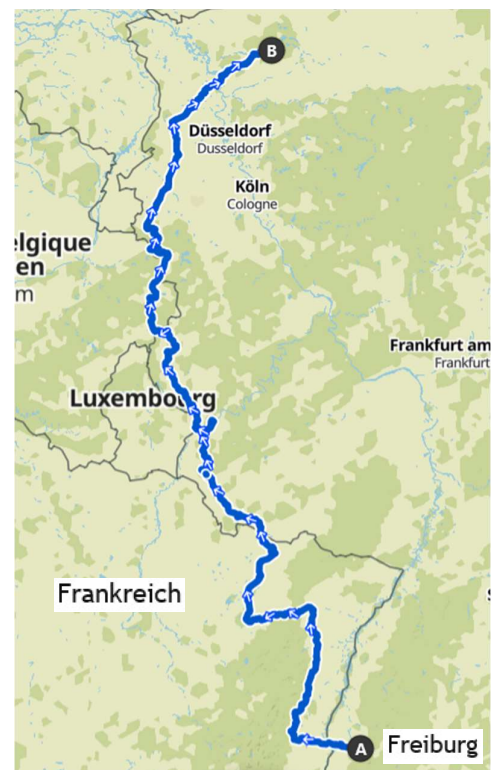 B
Düsseldorf
Dusseldorf
Köln
Cologne
elgique
en
m
Frankfurt am
Frankfurt
Luxembourg
Frankreich
A
Freiburg